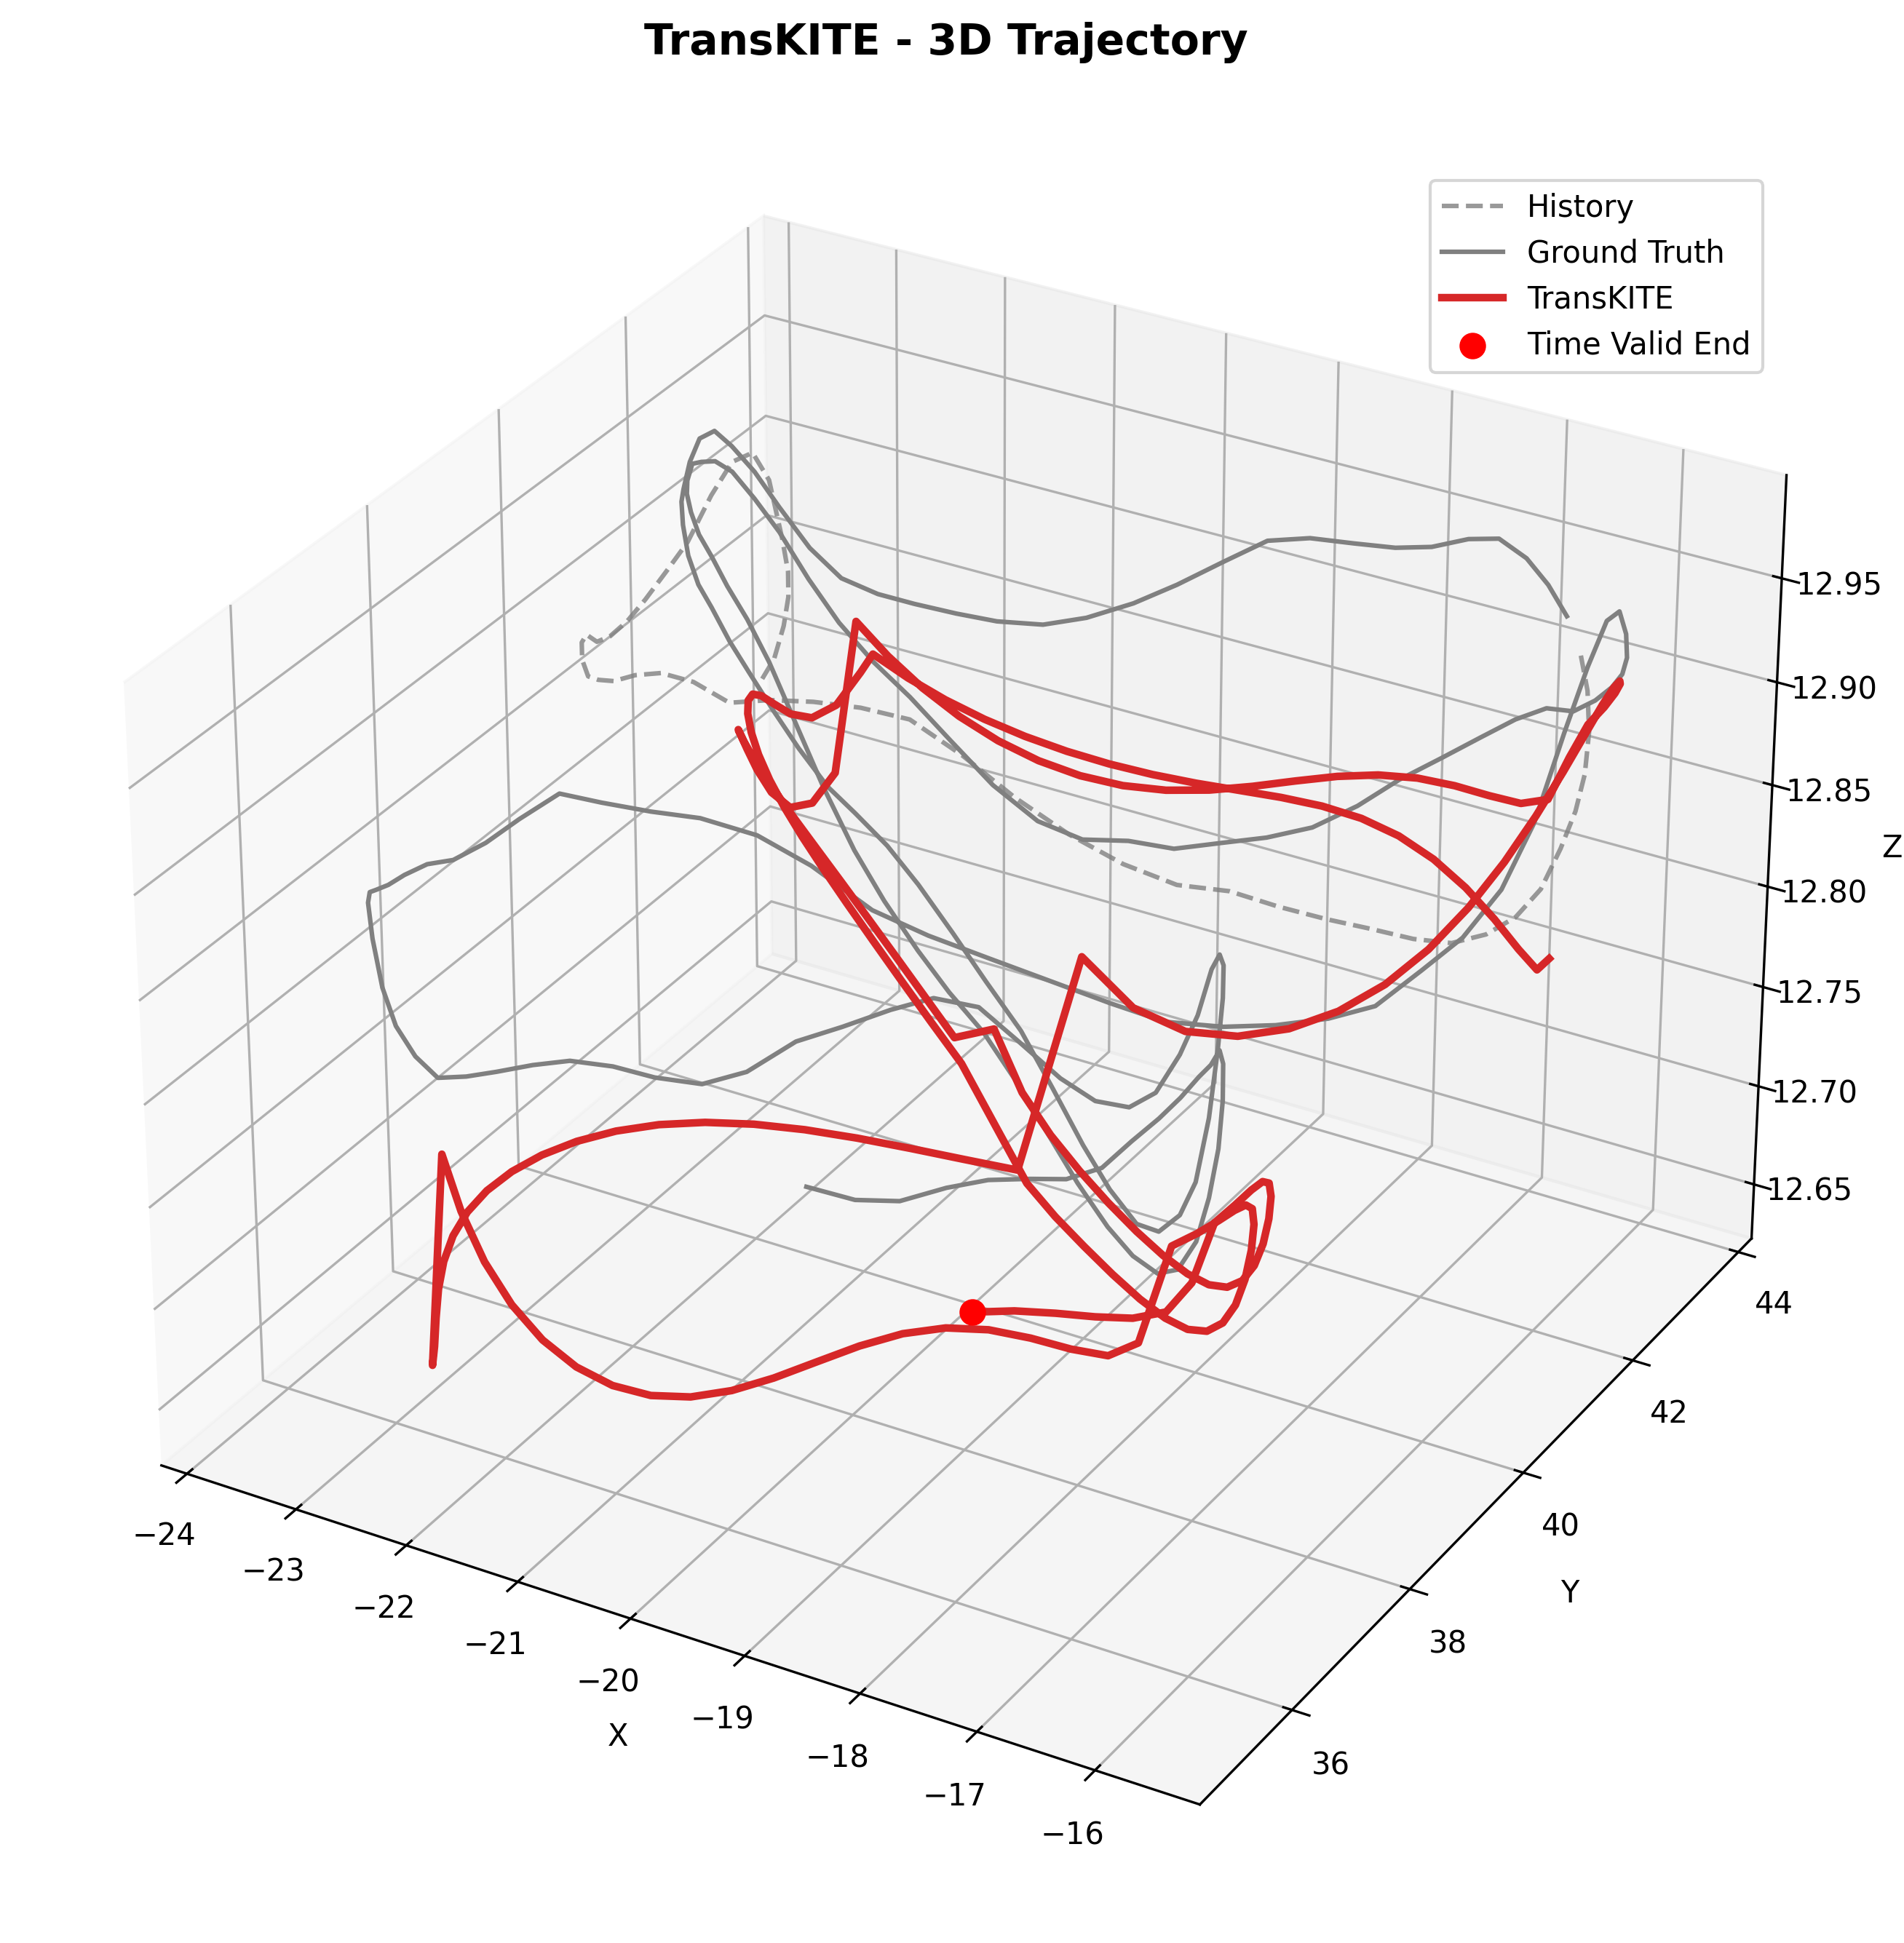 TransKITE - 3D Trajectory
History
Ground Truth
TransKITE
Time Valid End
12.95
12.90
12.85
Z
12.80
12.75
12.70
12.65
44
42
40
Y
38
36
−24
−23
−22
−21
−20
X
−19
−18
−17
−16